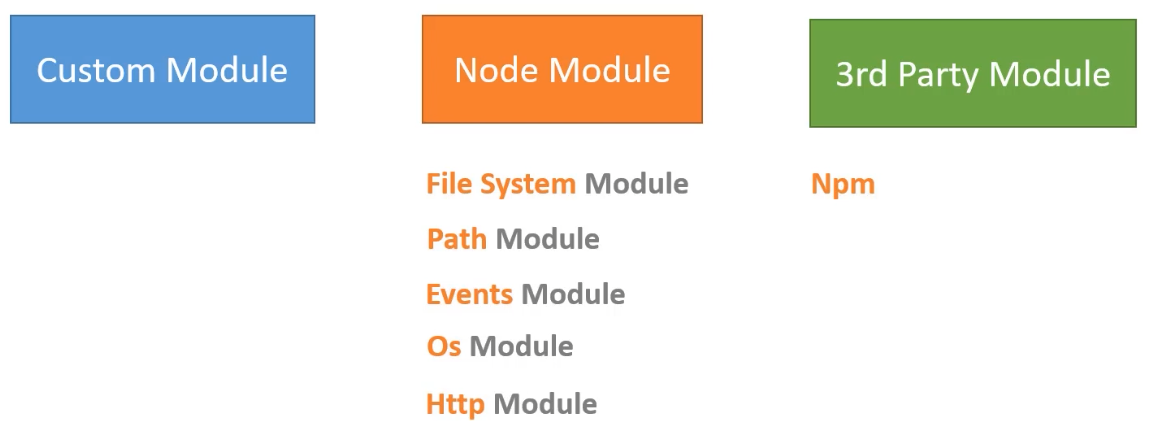 Custom Module
Node Module
3rd Party Module
File System Module
Npm
Path Module
Events Module
Os Module
Http Module